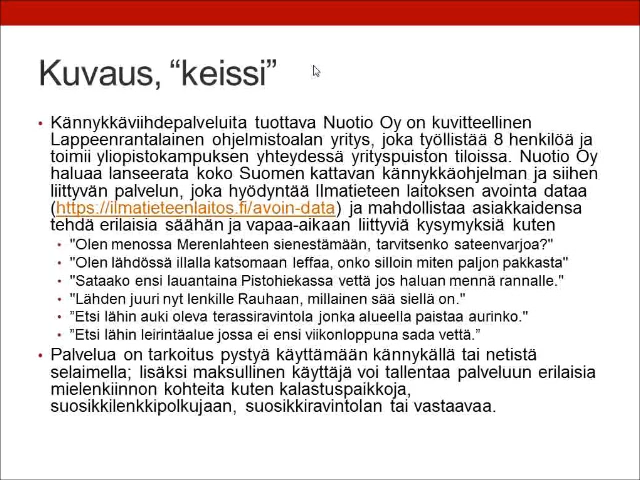 Kuvaus, “keissi”
• Kännykkäviihdepalveluita tuottava Nuotio Oy on kuvitteellinen
Lappeenrantalainen ohjelmistoalan yritys, joka työllistää 8 henkilöä ja
toimii yliopistokampuksen yhteydessä yrityspuiston tiloissa. Nuotio Oy
haluaa lanseerata koko Suomen kattavan kännykkäohjelman ja siihen
liittyvän palvelun, joka hyödyntää Ilmatieteen laitoksen avointa dataa
(https://ilmatieteenlaitos.fi/avoin-data) ja mahdollistaa asiakkaidensa
tehdä erilaisia säähän ja vapaa-aikaan liittyviä kysymyksiä kuten
• "Olen menossa Merenlahteen sienestämään, tarvitsenko sateenvarjoa?"
• "Olen lähdössä illalla katsomaan leffaa, onko silloin miten paljon pakkasta"
• "Sataako ensi lauantaina Pistohiekassa vettä jos haluan mennä rannalle."
• "Lähden juuri nyt lenkille Rauhaan, millainen sää siellä on."
• ”Etsi lähin auki oleva terassiravintola jonka alueella paistaa aurinko."
• ”Etsi lähin leirintäalue jossa ei ensi viikonloppuna sada vettä.”
• Palvelua on tarkoitus pystyä käyttämään kännykällä tai netistä
selaimella; lisäksi maksullinen käyttäjä voi tallentaa palveluun erilaisia
mielenkiinnon kohteita kuten kalastuspaikkoja,
suosikkilenkkipolkujaan, suosikkiravintolan tai vastaavaa.